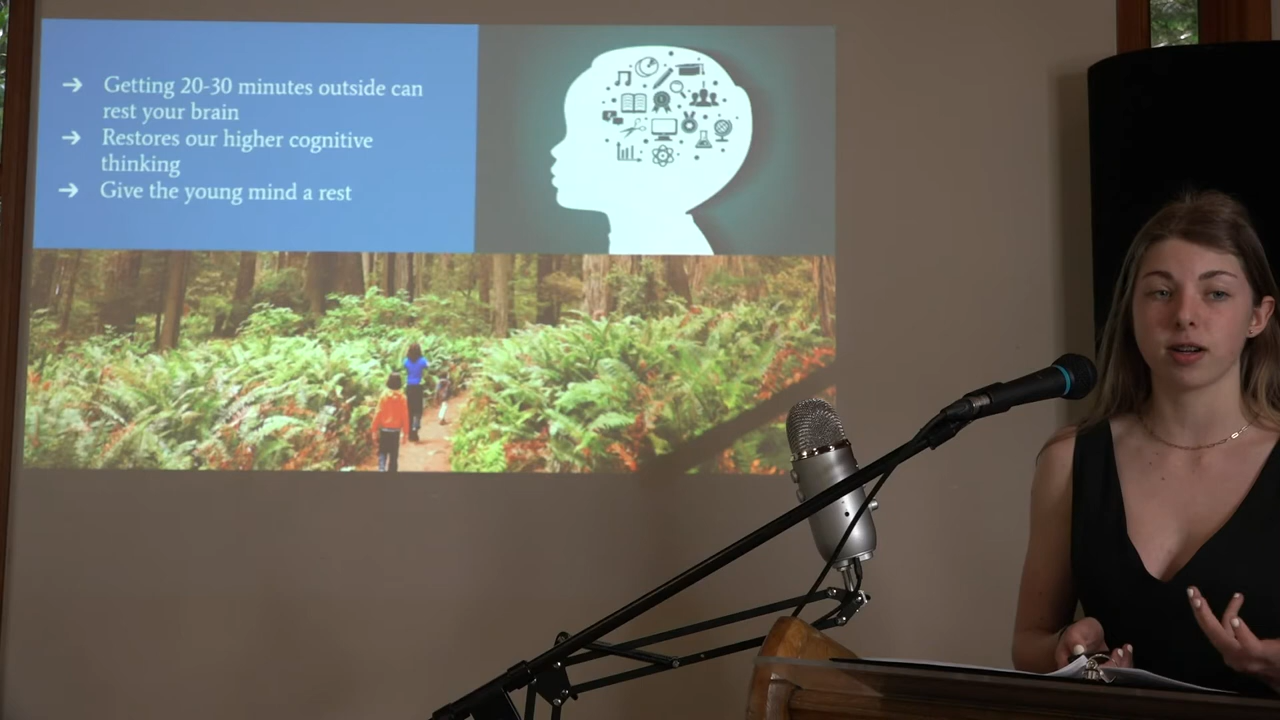 ➔ Getting 20-30 minutes outside can
rest your brain
➔ Restores our higher cognitive
thinking
➔ Give the young mind a rest